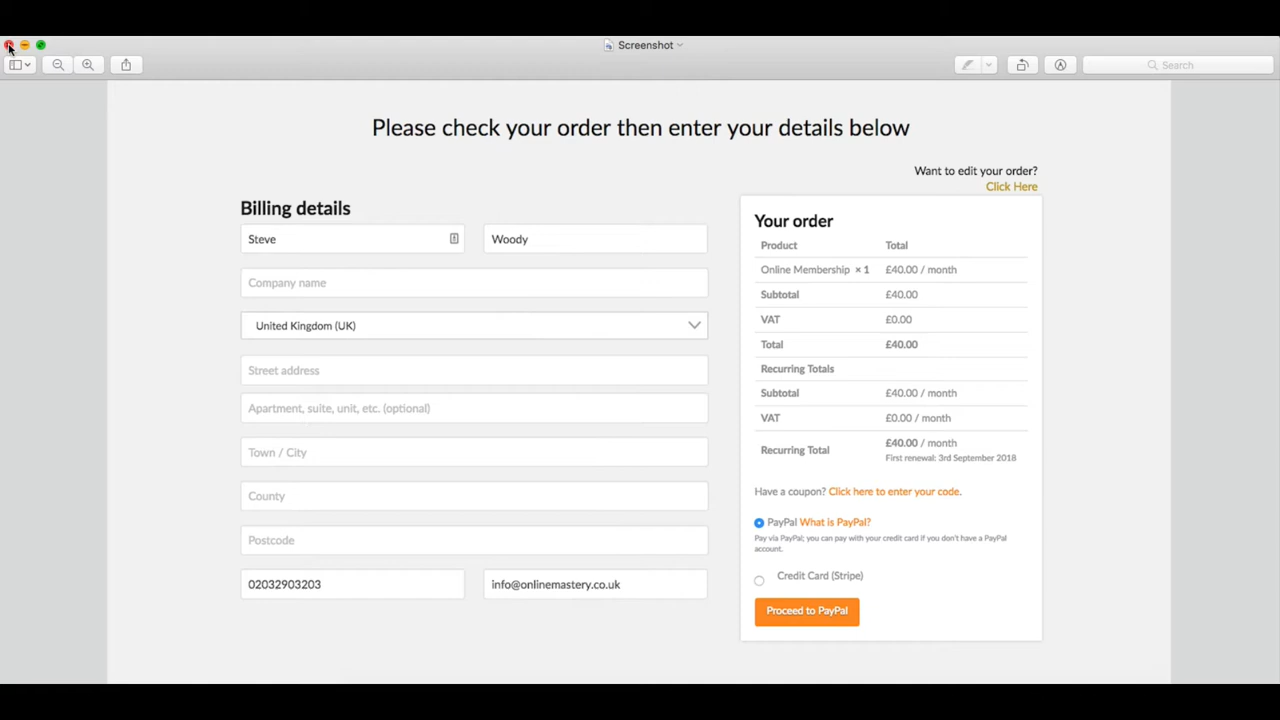 Screenshot
Search
Please check your order then enter your details below
Want to edit your order?
Click Here
Billing details
Steve
Woody
Company name
United Kingdom (UK)
Street address
Apartment, suite, unit, etc. (optional)
Town / City
County
Postcode
02032903203
info@onlinemastery.co.uk
Your order
Product Total
Online Membership × 1 £40.00 / month
Subtotal £40.00
VAT £0.00
Total £40.00
Recurring Totals
Subtotal £40.00 / month
VAT £0.00 / month
Recurring Total £40.00 / month
First renewal: 3rd September 2018
Have a coupon? Click here to enter your code.
PayPal What is PayPal?
Pay via PayPal; you can pay with your credit card if you don't have a PayPal
account.
Credit Card (Stripe)
Proceed to PayPal